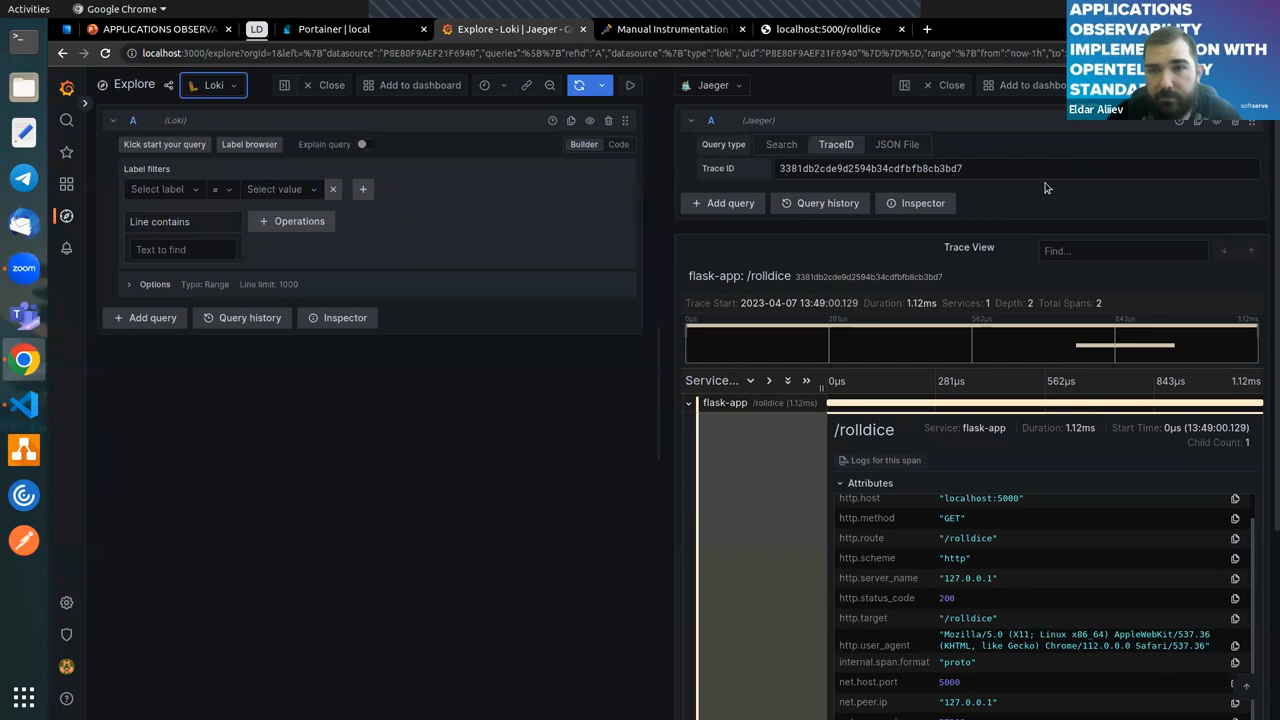 Activities
Google Chrome
APPLICATIONS OBSERVA
LD
Portainer | local
Explore - Loki | Jaeger - Gr
Manual Instrumentation
localhost:5000/rolldice
localhost:3000/explore?orgId=1&left=%7B"datasource":"P8E80F9AEF21F6940","queries":%5B%7B"refId":"A","datasource":%7B"type":"loki","uid":"P8E80F9AEF21F6940"%7D%7D%5D,"range":%7B"from":"now-1h","to":
APPLICATIONS
OBSERVABILITY
IMPLEMENTATION WITH
Eldar Aliiev
softserve
Explore
Loki
Close
Add to dashboard
Jaeger
Close
Add to dashbo
A
(Loki)
Kick start your query
Label browser
Explain query
Builder
Code
Label filters
Select label
=
Select value
Line contains
Operations
Text to find
Options
Type: Range
Line limit: 1000
Add query
Query history
Inspector
A
(Jaeger)
Query type
Search
TraceID
JSON File
Trace ID
3381db2cde9d2594b34cdfbfb8cb3bd7
Add query
Query history
Inspector
Trace View
Find...
flask-app: /rolldice 3381db2cde9d2594b34cdfbfb8cb3bd7
Trace Start: 2023-04-07 13:49:00.129 Duration: 1.12ms Services: 1 Depth: 2 Total Spans: 2
0μs 281μs 562μs 843μs 1.12ms
Service... 0μs 281μs 562μs 843μs 1.12ms
flask-app /rolldice (1.12ms)
/rolldice
Service: flask-app
Duration: 1.12ms
Start Time: 0μs (13:49:00.129)
Child Count: 1
Logs for this span
Attributes
http.host "localhost:5000"
http.method "GET"
http.route "/rolldice"
http.scheme "http"
http.server_name "127.0.0.1"
http.status_code 200
http.target "/rolldice"
"Mozilla/5.0 (X11; Linux x86_64) AppleWebKit/537.36
http.user_agent (KHTML, like Gecko) Chrome/112.0.0.0 Safari/537.36"
internal.span.format "proto"
net.host.port 5000
net.peer.ip "127.0.0.1"